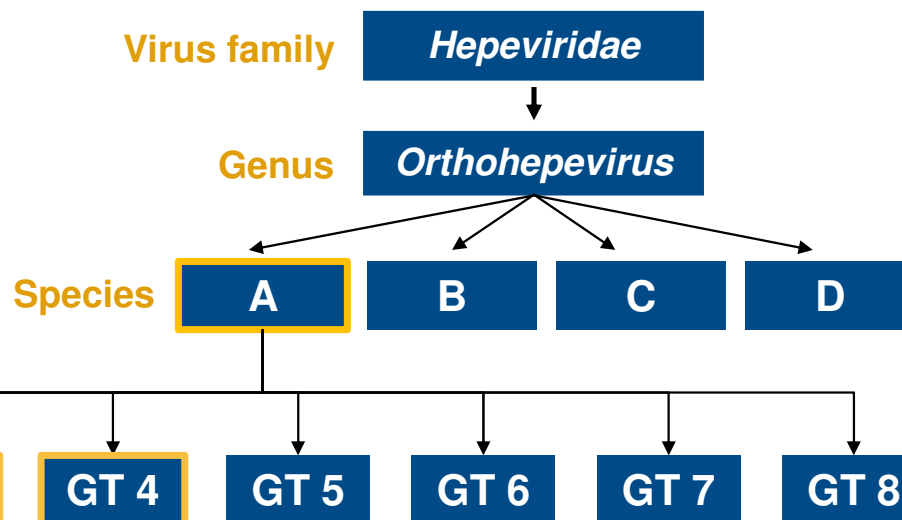 Virus family
Hepeviridae
Genus
Orthohepevirus
Species
A
B
C
D
GT 4
GT 5
GT 6
GT 7
GT 8